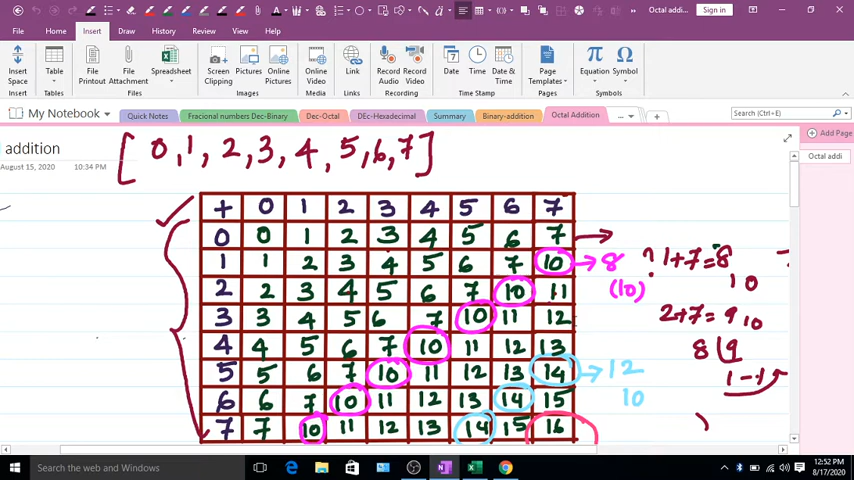 Octal addi...
Sign in
File Home Insert Draw History Review View Help
Insert Space
Table
File Printout
File Attachment
Spreadsheet
Screen Clipping
Pictures
Online Pictures
Online Video
Link
Record Audio
Record Video
Date
Time
Date & Time
Page Templates
Equation
Symbol
Insert
Tables
Files
Images
Media
Links
Recording
Time Stamp
Pages
Symbols
My Notebook
Quick Notes
Fracional numbers Dec-Binary
Dec-Octal
DEc-Hexadecimal
Summary
Binary-addition
Octal Addition
...
+
Search (Ctrl+E)
addition
August 15, 2020 10:34 PM
[0,1,2,3,4,5,6,7]
Add Page
Octal addi
+ 0 1 2 3 4 5 6 7
0 0 1 2 3 4 5 6 7
1 1 2 3 4 5 6 7 10 → 8
2 2 3 4 5 6 7 10 11 (10)
3 3 4 5 6 7 10 11 12
4 4 5 6 7 10 11 12 13
5 5 6 7 10 11 12 13 14 → 12
6 6 7 10 11 12 13 14 15 10
7 7 10 11 12 13 14 15 16
1+7=8
10
2+7=9
10
8 9
1 - 1
Search the web and Windows
12:52 PM
8/17/2020